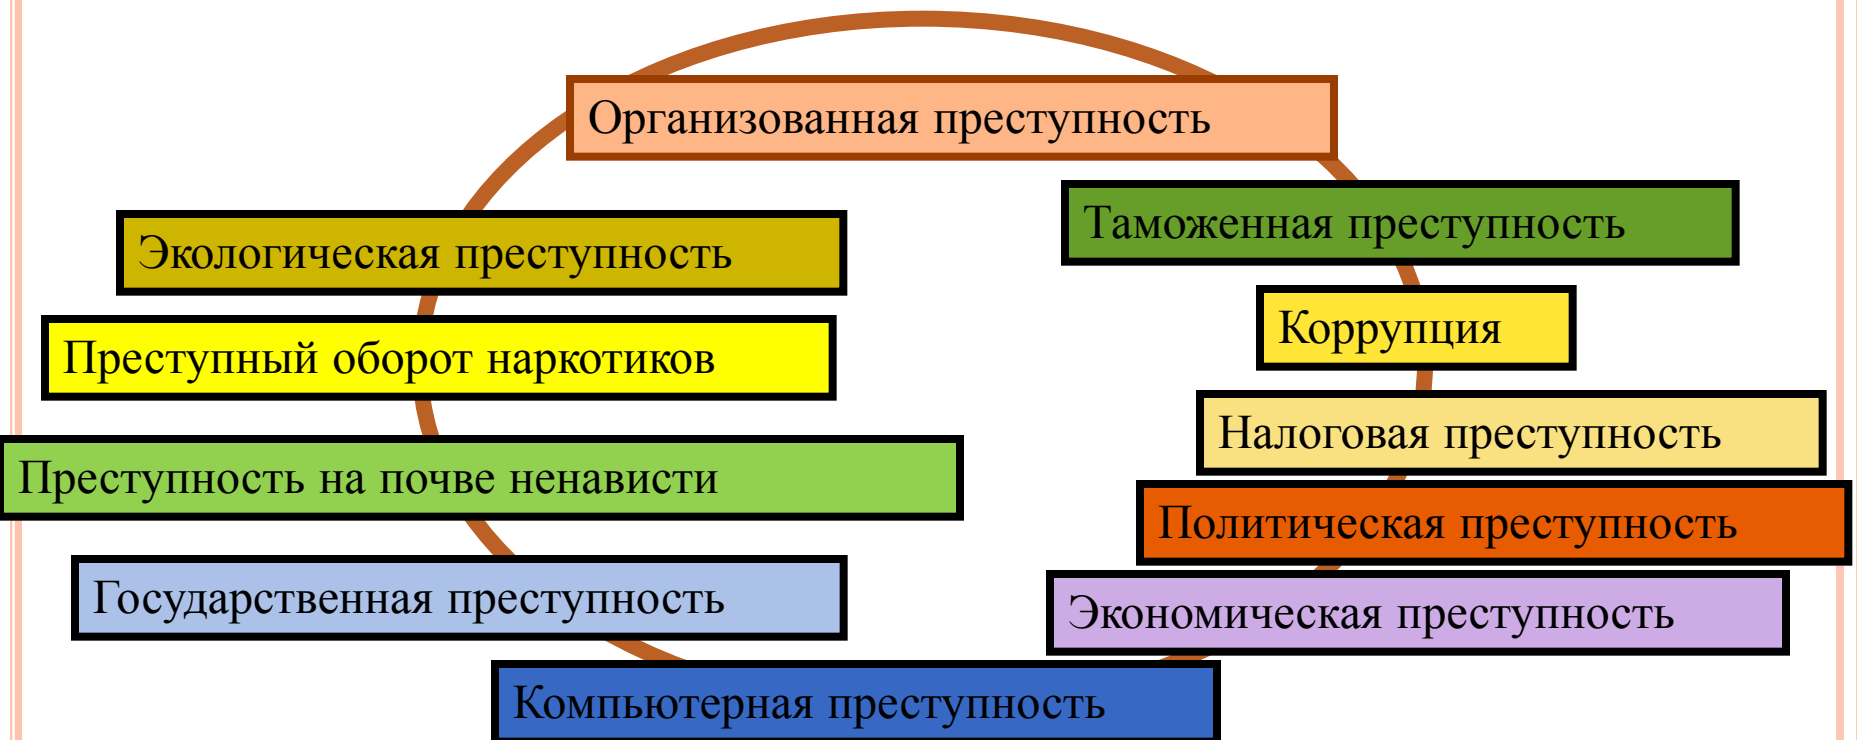 Организованная преступность
Таможенная преступность
Экологическая преступность
Коррупция
Преступный оборот наркотиков
Налоговая преступность
Преступность на почве ненависти
Политическая преступность
Государственная преступность
Экономическая преступность
Компьютерная преступность